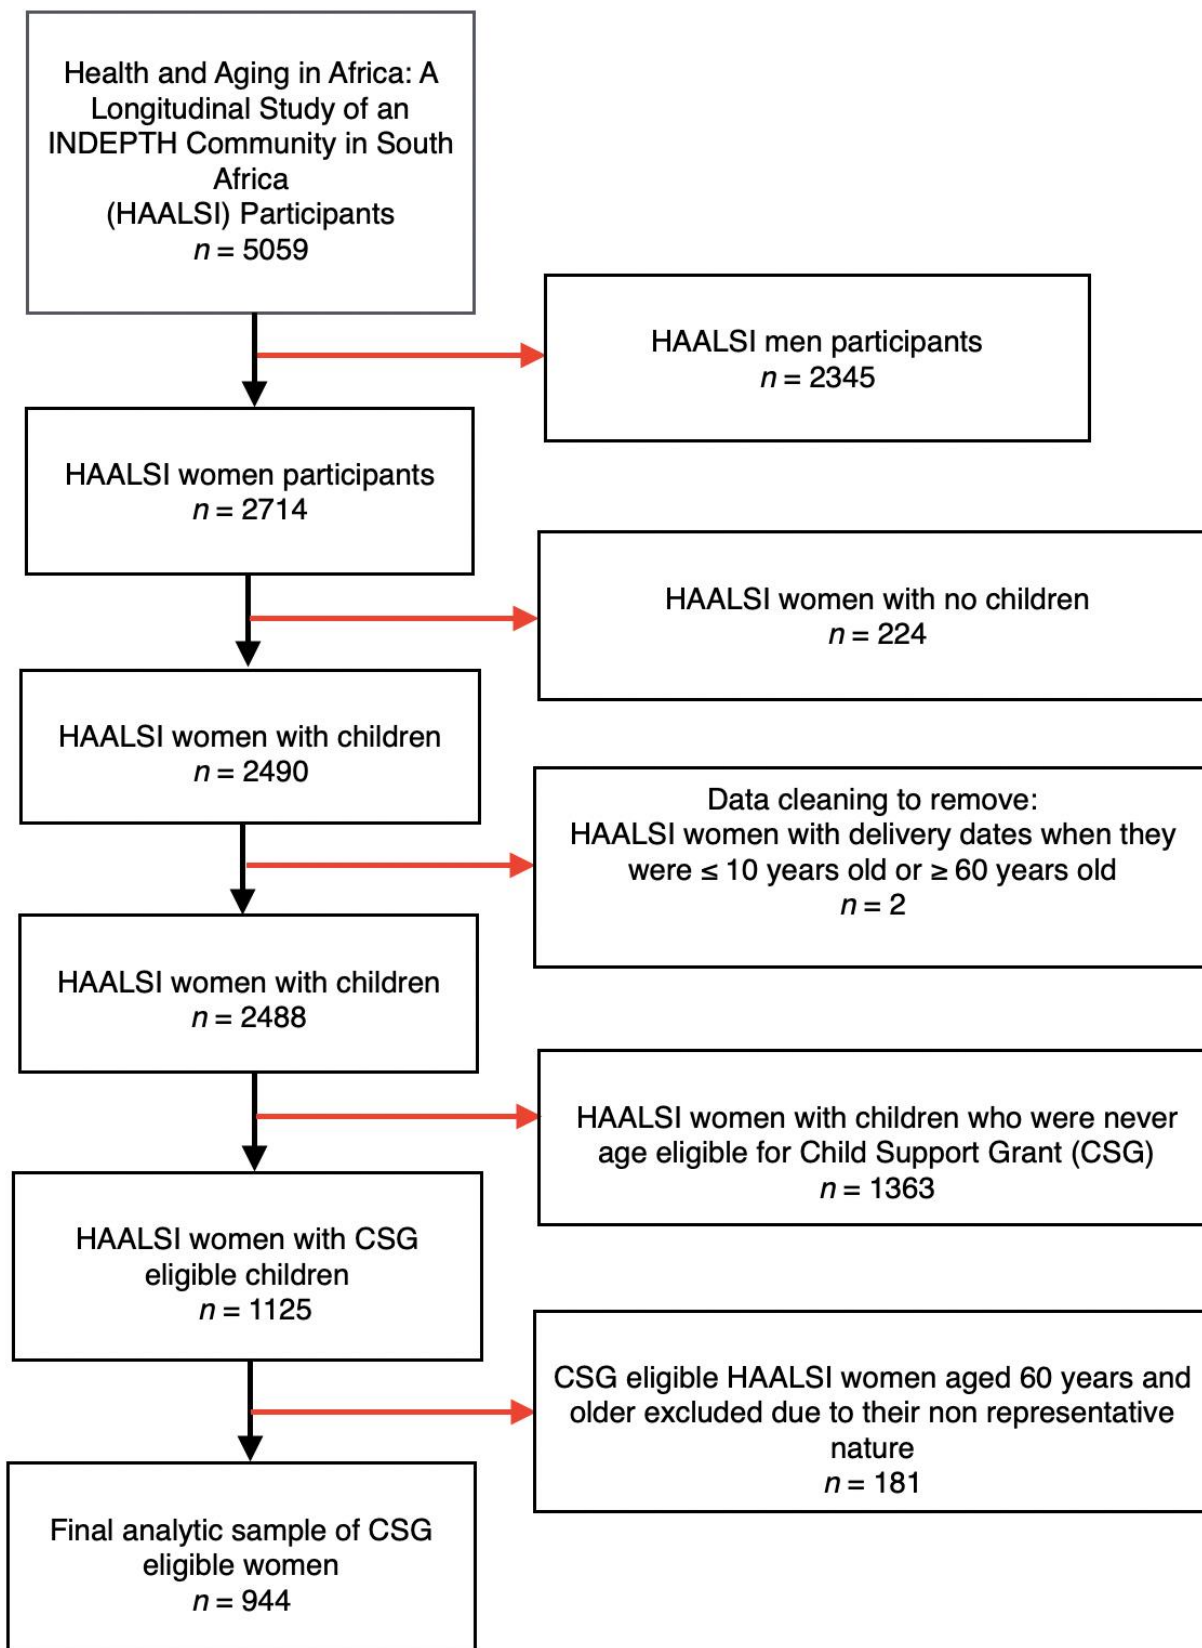 Health and Aging in Africa: A
Longitudinal Study of an
INDEPTH Community in South
Africa
(HAALSI) Participants
n = 5059
HAALSI men participants
n = 2345
HAALSI women participants
n = 2714
HAALSI women with no children
n = 224
HAALSI women with children
n = 2490
Data cleaning to remove:
HAALSI women with delivery dates when they
were ≤ 10 years old or ≥ 60 years old
n = 2
HAALSI women with children
n = 2488
HAALSI women with children who were never
age eligible for Child Support Grant (CSG)
n = 1363
HAALSI women with CSG
eligible children
n = 1125
CSG eligible HAALSI women aged 60 years and
older excluded due to their non representative
nature
n = 181
Final analytic sample of CSG
eligible women
n = 944